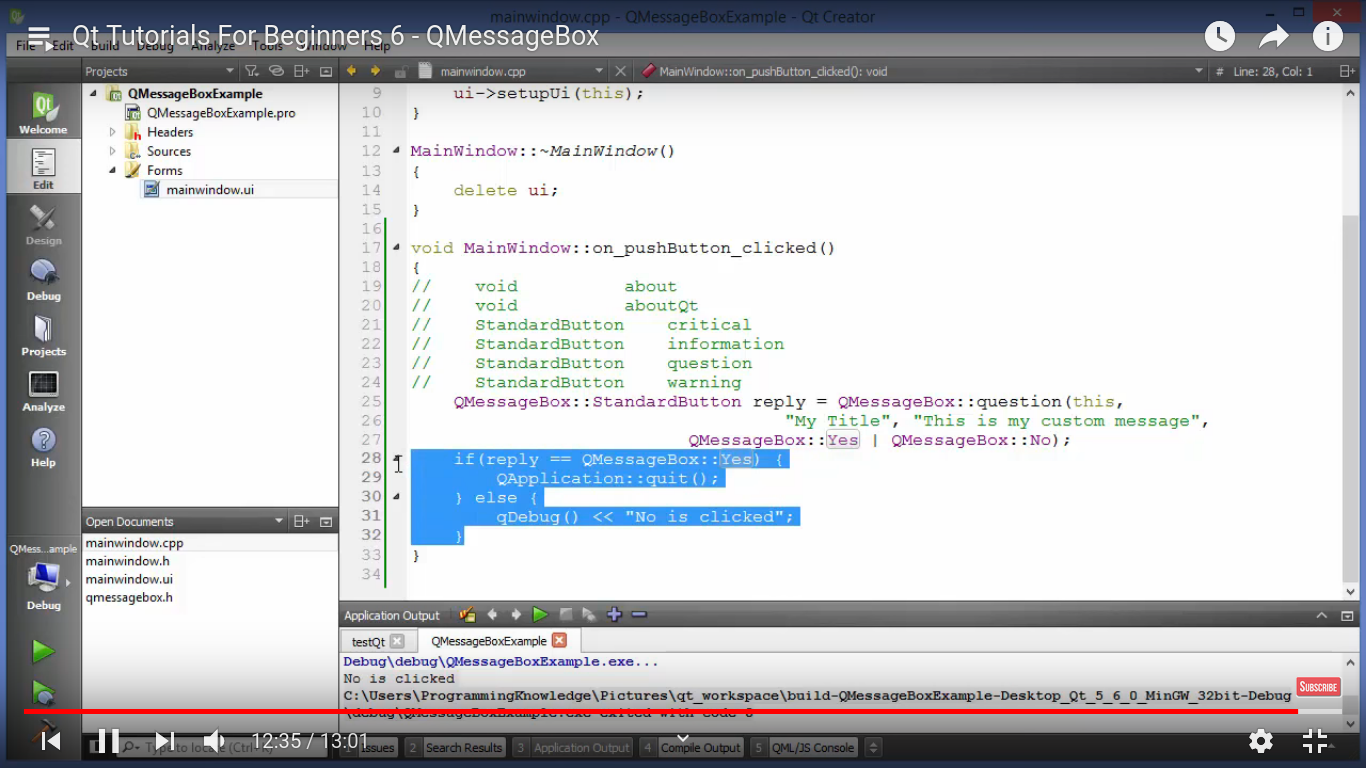 mainwindow.cpp - QMessageBoxExample - Qt Creator
Qt Tutorials For Beginners 6 - QMessageBox
File Edit Build Debug Analyze Tools Window Help
Projects
mainwindow.cpp
MainWindow::on_pushButton_clicked(): void
# Line: 28, Col: 1
Welcome
Edit
Design
Debug
Projects
Analyze
Help
QMess...ample
Debug
QMessageBoxExample
QMessageBoxExample.pro
Headers
Sources
Forms
mainwindow.ui
Open Documents
mainwindow.cpp
mainwindow.h
mainwindow.ui
qmessagebox.h
9 ui->setupUi(this);
10 }
11
12 MainWindow::~MainWindow()
13 {
14 delete ui;
15 }
16
17 void MainWindow::on_pushButton_clicked()
18 {
19 // void about
20 // void aboutQt
21 // StandardButton critical
22 // StandardButton information
23 // StandardButton question
24 // StandardButton warning
25 QMessageBox::StandardButton reply = QMessageBox::question(this,
26 "My Title", "This is my custom message",
27 QMessageBox::Yes | QMessageBox::No);
28 if(reply == QMessageBox::Yes) {
29 QApplication::quit();
30 } else {
31 qDebug() << "No is clicked";
32 }
33 }
34
Application Output
testQt
QMessageBoxExample
Debug\debug\QMessageBoxExample.exe...
No is clicked
C:\Users\ProgrammingKnowledge\Pictures\qt_workspace\build-QMessageBoxExample-Desktop_Qt_5_6_0_MinGW_32bit-Debug
\debug\QMessageBoxExample.exe exited with code 0
SUBSCRIBE
12:35 / 13:01
Type to locate (Ctrl+
1 Issues
2 Search Results
3 Application Output
4 Compile Output
5 QML/JS Console